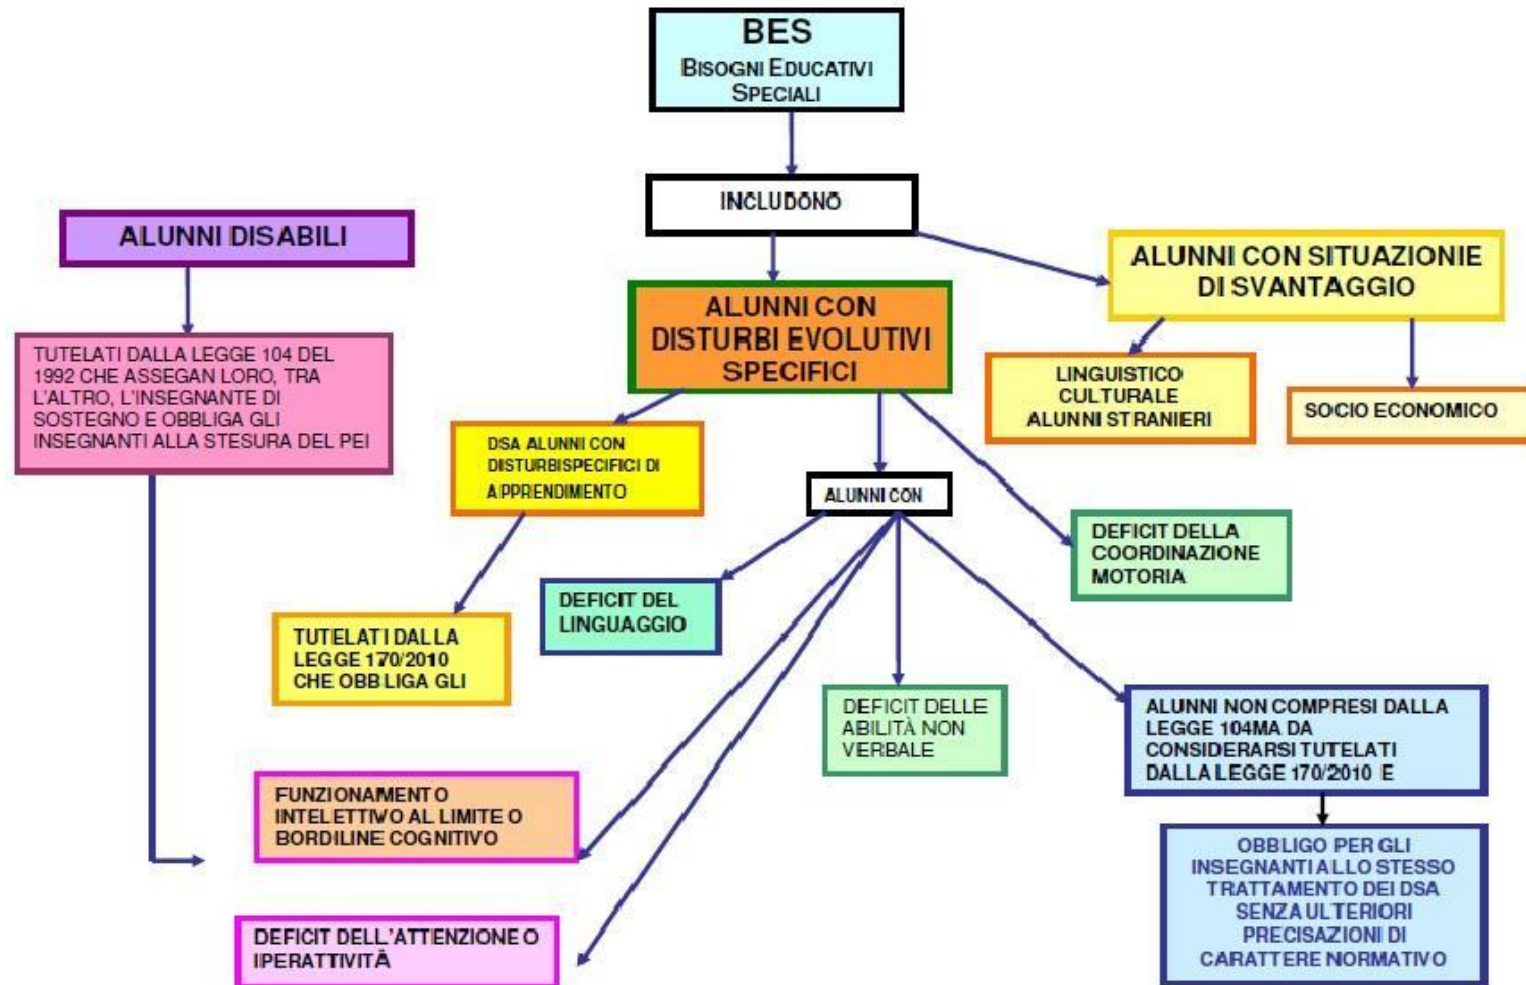 BES
BISOGNI EDUCATIVI
SPECIALI
INCLUDONO
ALUNNI DISABILI
ALUNNI CON SITUAZIONIE
DI SVANTAGGIO
ALUNNI CON
DISTURBI EVOLUTIVI
SPECIFICI
TUTELATI DALLA LEGGE 104 DEL
1992 CHE ASSEGAN LORO, TRA
L'ALTRO, L'INSEGNANTE DI
SOSTEGNO E OBBLIGA GLI
INSEGNANTI ALLA STESURA DEL PEI
LINGUISTICO
CULTURALE
ALUNNI STRANIERI
SOCIO ECONOMICO
DSA ALUNNI CON
DISTURBISPECIFICI DI
APPRENDIMENTO
ALUNNI CON
DEFICIT DELLA
COORDINAZIONE
MOTORIA
DEFICIT DEL
LINGUAGGIO
TUTELATI DALLA
LEGGE 170/2010
CHE OBBLIGA GLI
DEFICIT DELLE
ABILITÀ NON
VERBALE
ALUNNI NON COMPRESI DALLA
LEGGE 104MA DA
CONSIDERARSI TUTELATI
DALLA LEGGE 170/2010 E
FUNZIONAMENTO
INTELETTIVO AL LIMITE O
BORDILINE COGNITIVO
OBBLIGO PER GLI
INSEGNANTI ALLO STESSO
TRATTAMENTO DEI DSA
SENZA ULTERIORI
PRECISAZIONI DI
CARATTERE NORMATIVO
DEFICIT DELL'ATTENZIONE O
IPERATTIVITÀ